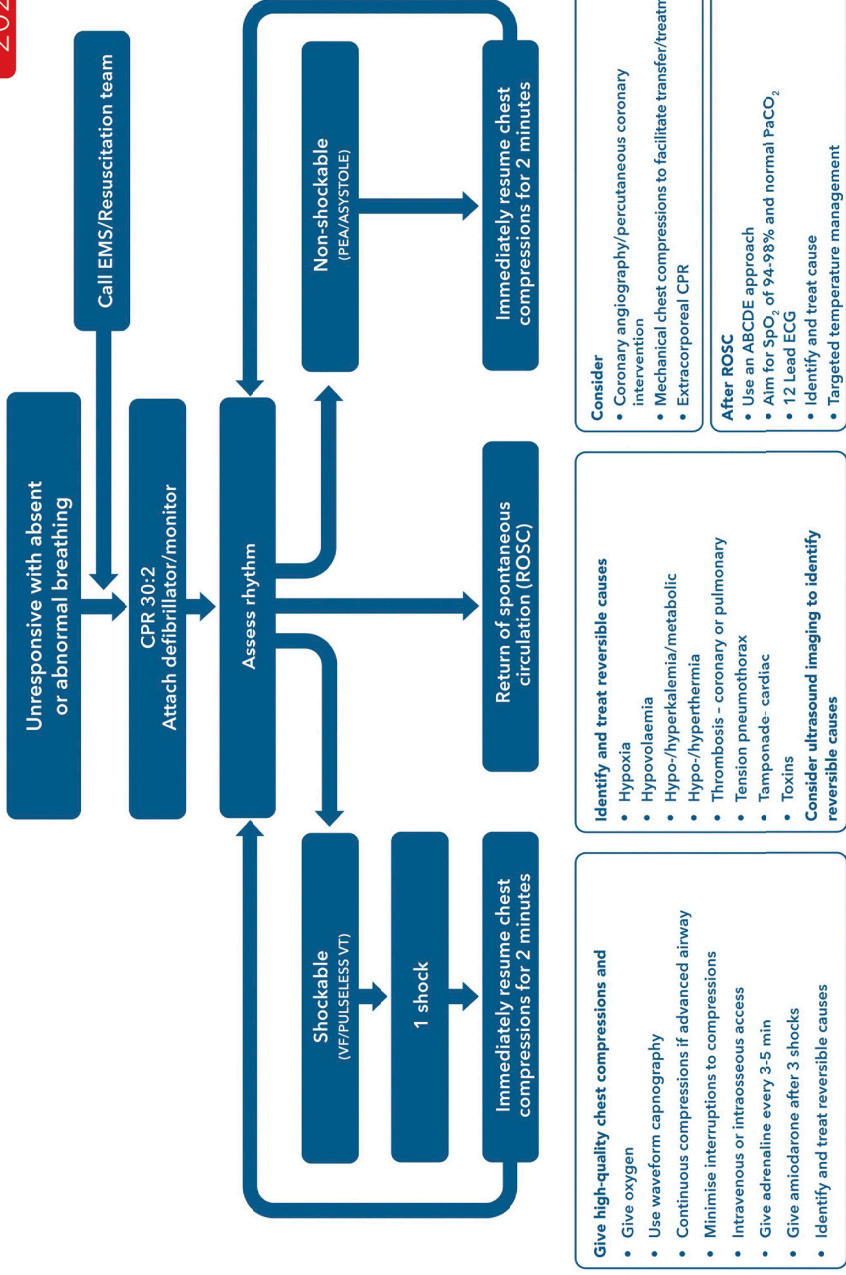 202
Unresponsive with absent
or abnormal breathing
Call EMS/Resuscitation team
CPR 30:2
Attach defibrillator/monitor
Assess rhythm
Shockable
(VF/PULSELESS VT)
Non-shockable
(PEA/ASYSTOLE)
1 shock
Immediately resume chest
compressions for 2 minutes
Return of spontaneous
circulation (ROSC)
Immediately resume chest
compressions for 2 minutes
Give high-quality chest compressions and
• Give oxygen
• Use waveform capnography
• Continuous compressions if advanced airway
• Minimise interruptions to compressions
• Intravenous or intraosseous access
• Give adrenaline every 3-5 min
• Give amiodarone after 3 shocks
• Identify and treat reversible causes
Identify and treat reversible causes
• Hypoxia
• Hypovolaemia
• Hypo-/hyperkalemia/metabolic
• Hypo-/hyperthermia
• Thrombosis – coronary or pulmonary
• Tension pneumothorax
• Tamponade- cardiac
• Toxins
Consider ultrasound imaging to identify
reversible causes
Consider
• Coronary angiography/percutaneous coronary
intervention
• Mechanical chest compressions to facilitate transfer/treatm
• Extracorporeal CPR
After ROSC
• Use an ABCDE approach
• Aim for SpO₂ of 94-98% and normal PaCO₂
• 12 Lead ECG
• Identify and treat cause
• Targeted temperature management